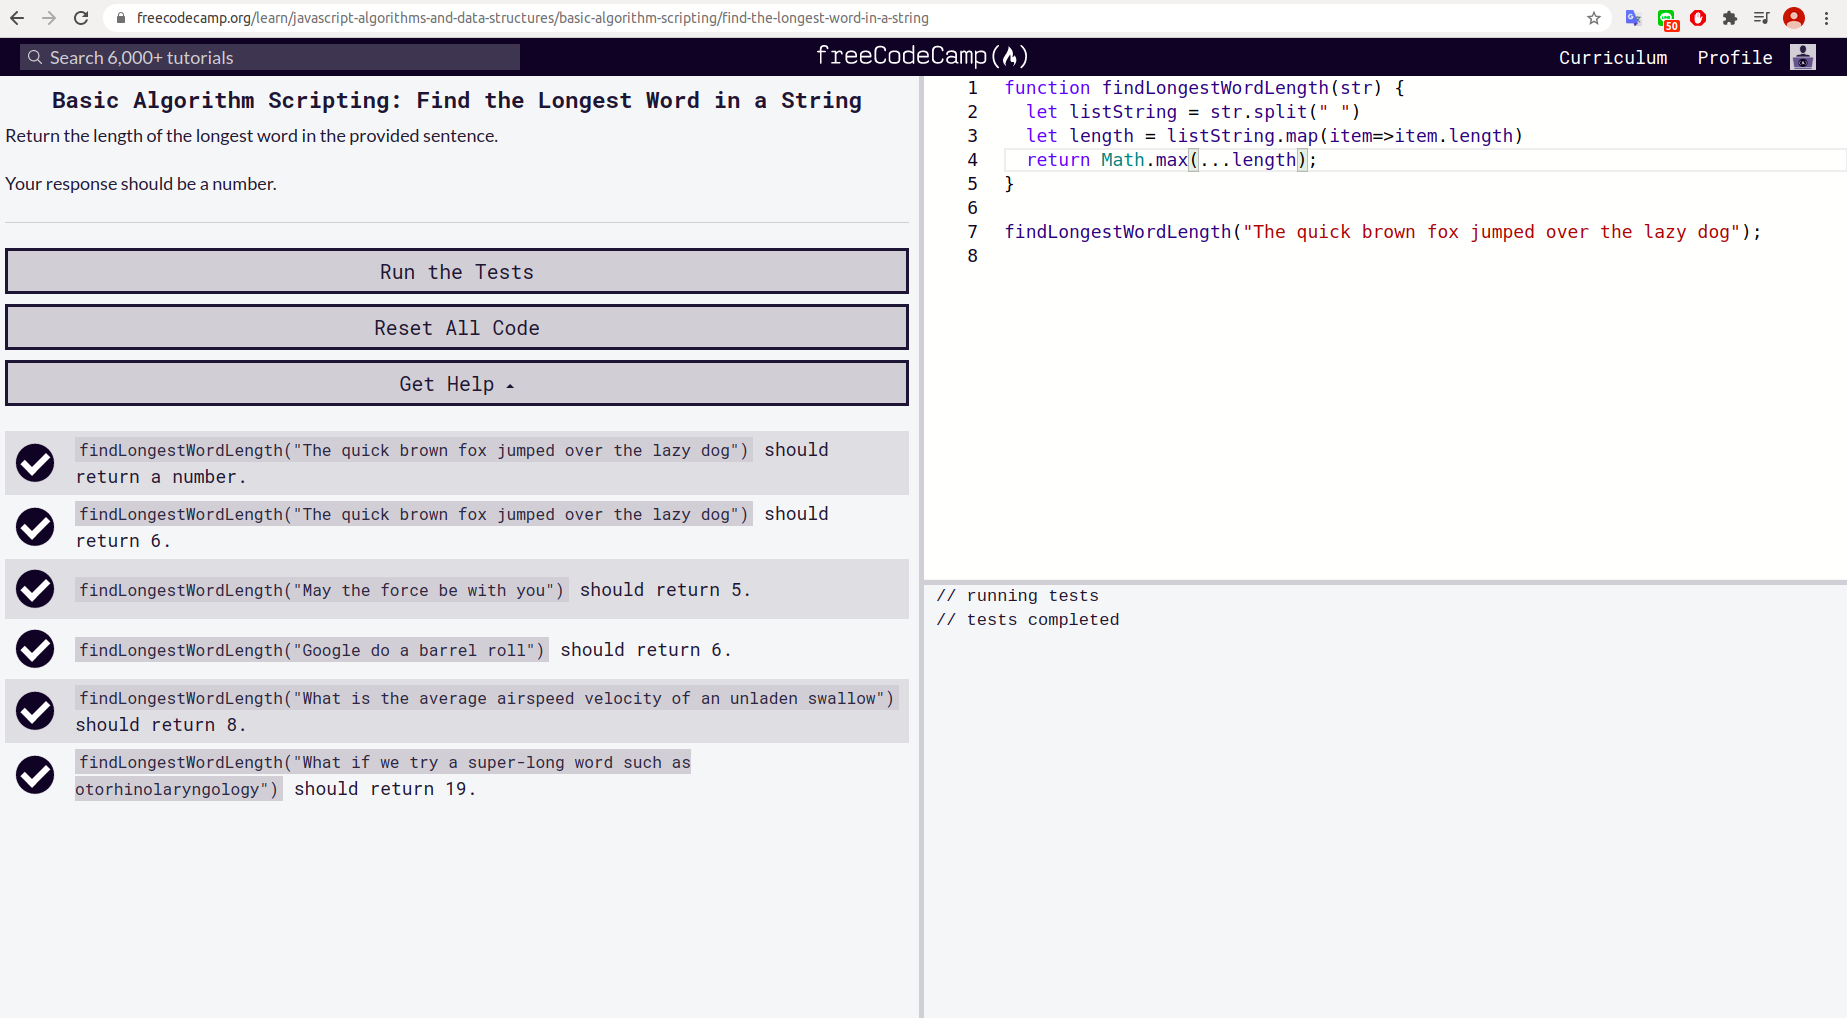 freecodecamp.org/learn/javascript-algorithms-and-data-structures/basic-algorithm-scripting/find-the-longest-word-in-a-string
50
Search 6,000+ tutorials
freeCodeCamp
Curriculum
Profile
Basic Algorithm Scripting: Find the Longest Word in a String
Return the length of the longest word in the provided sentence.
Your response should be a number.
Run the Tests
Reset All Code
Get Help
findLongestWordLength("The quick brown fox jumped over the lazy dog") should
return a number.
findLongestWordLength("The quick brown fox jumped over the lazy dog") should
return 6.
findLongestWordLength("May the force be with you") should return 5.
findLongestWordLength("Google do a barrel roll") should return 6.
findLongestWordLength("What is the average airspeed velocity of an unladen swallow")
should return 8.
findLongestWordLength("What if we try a super-long word such as
otorhinolaryngology") should return 19.
1 function findLongestWordLength(str) {
2 let listString = str.split(" ")
3 let length = listString.map(item=>item.length)
4 return Math.max(...length);
5 }
6
7 findLongestWordLength("The quick brown fox jumped over the lazy dog");
8
// running tests
// tests completed